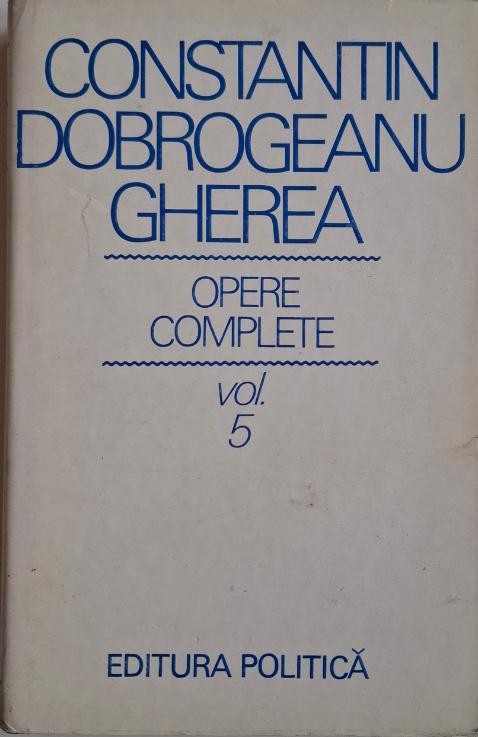 CONSTANTIN
DOBROGEANU
GHEREA
OPERE
COMPLETE
vol.
5
EDITURA POLITICĂ